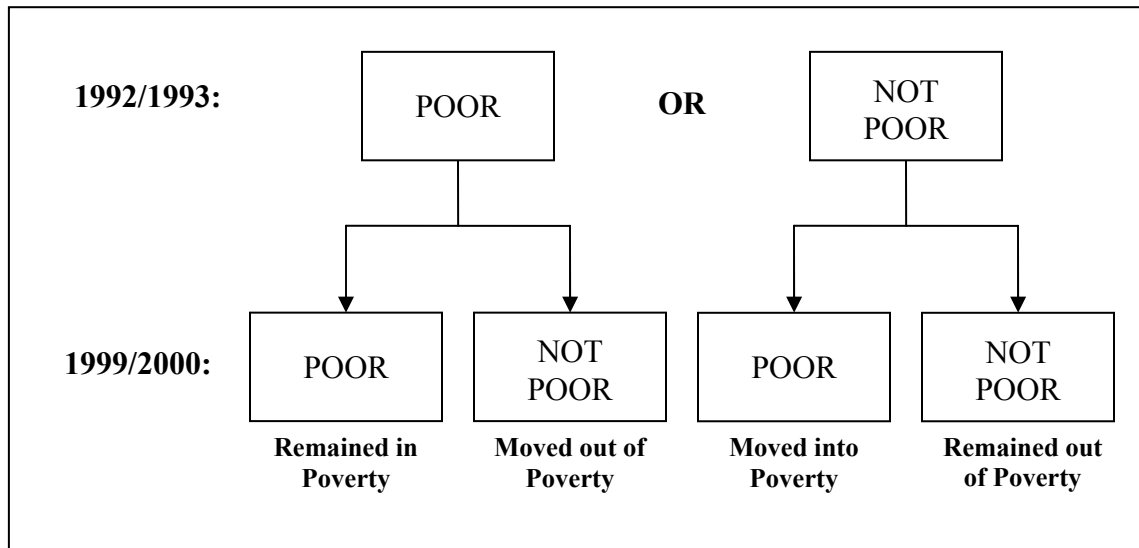 1992/1993:
POOR
OR
NOT
POOR
1999/2000:
POOR
NOT
POOR
POOR
NOT
POOR
Remained in
Poverty
Moved out of
Poverty
Moved into
Poverty
Remained out
of Poverty